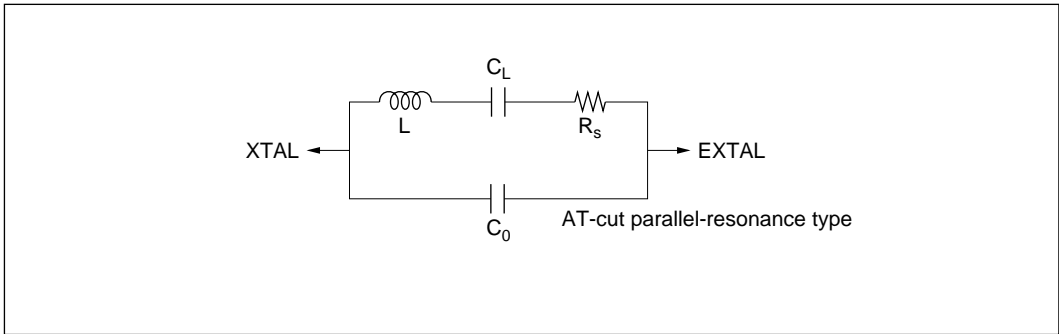 C_L
L
R_s
XTAL
EXTAL
C_0
AT-cut parallel-resonance type